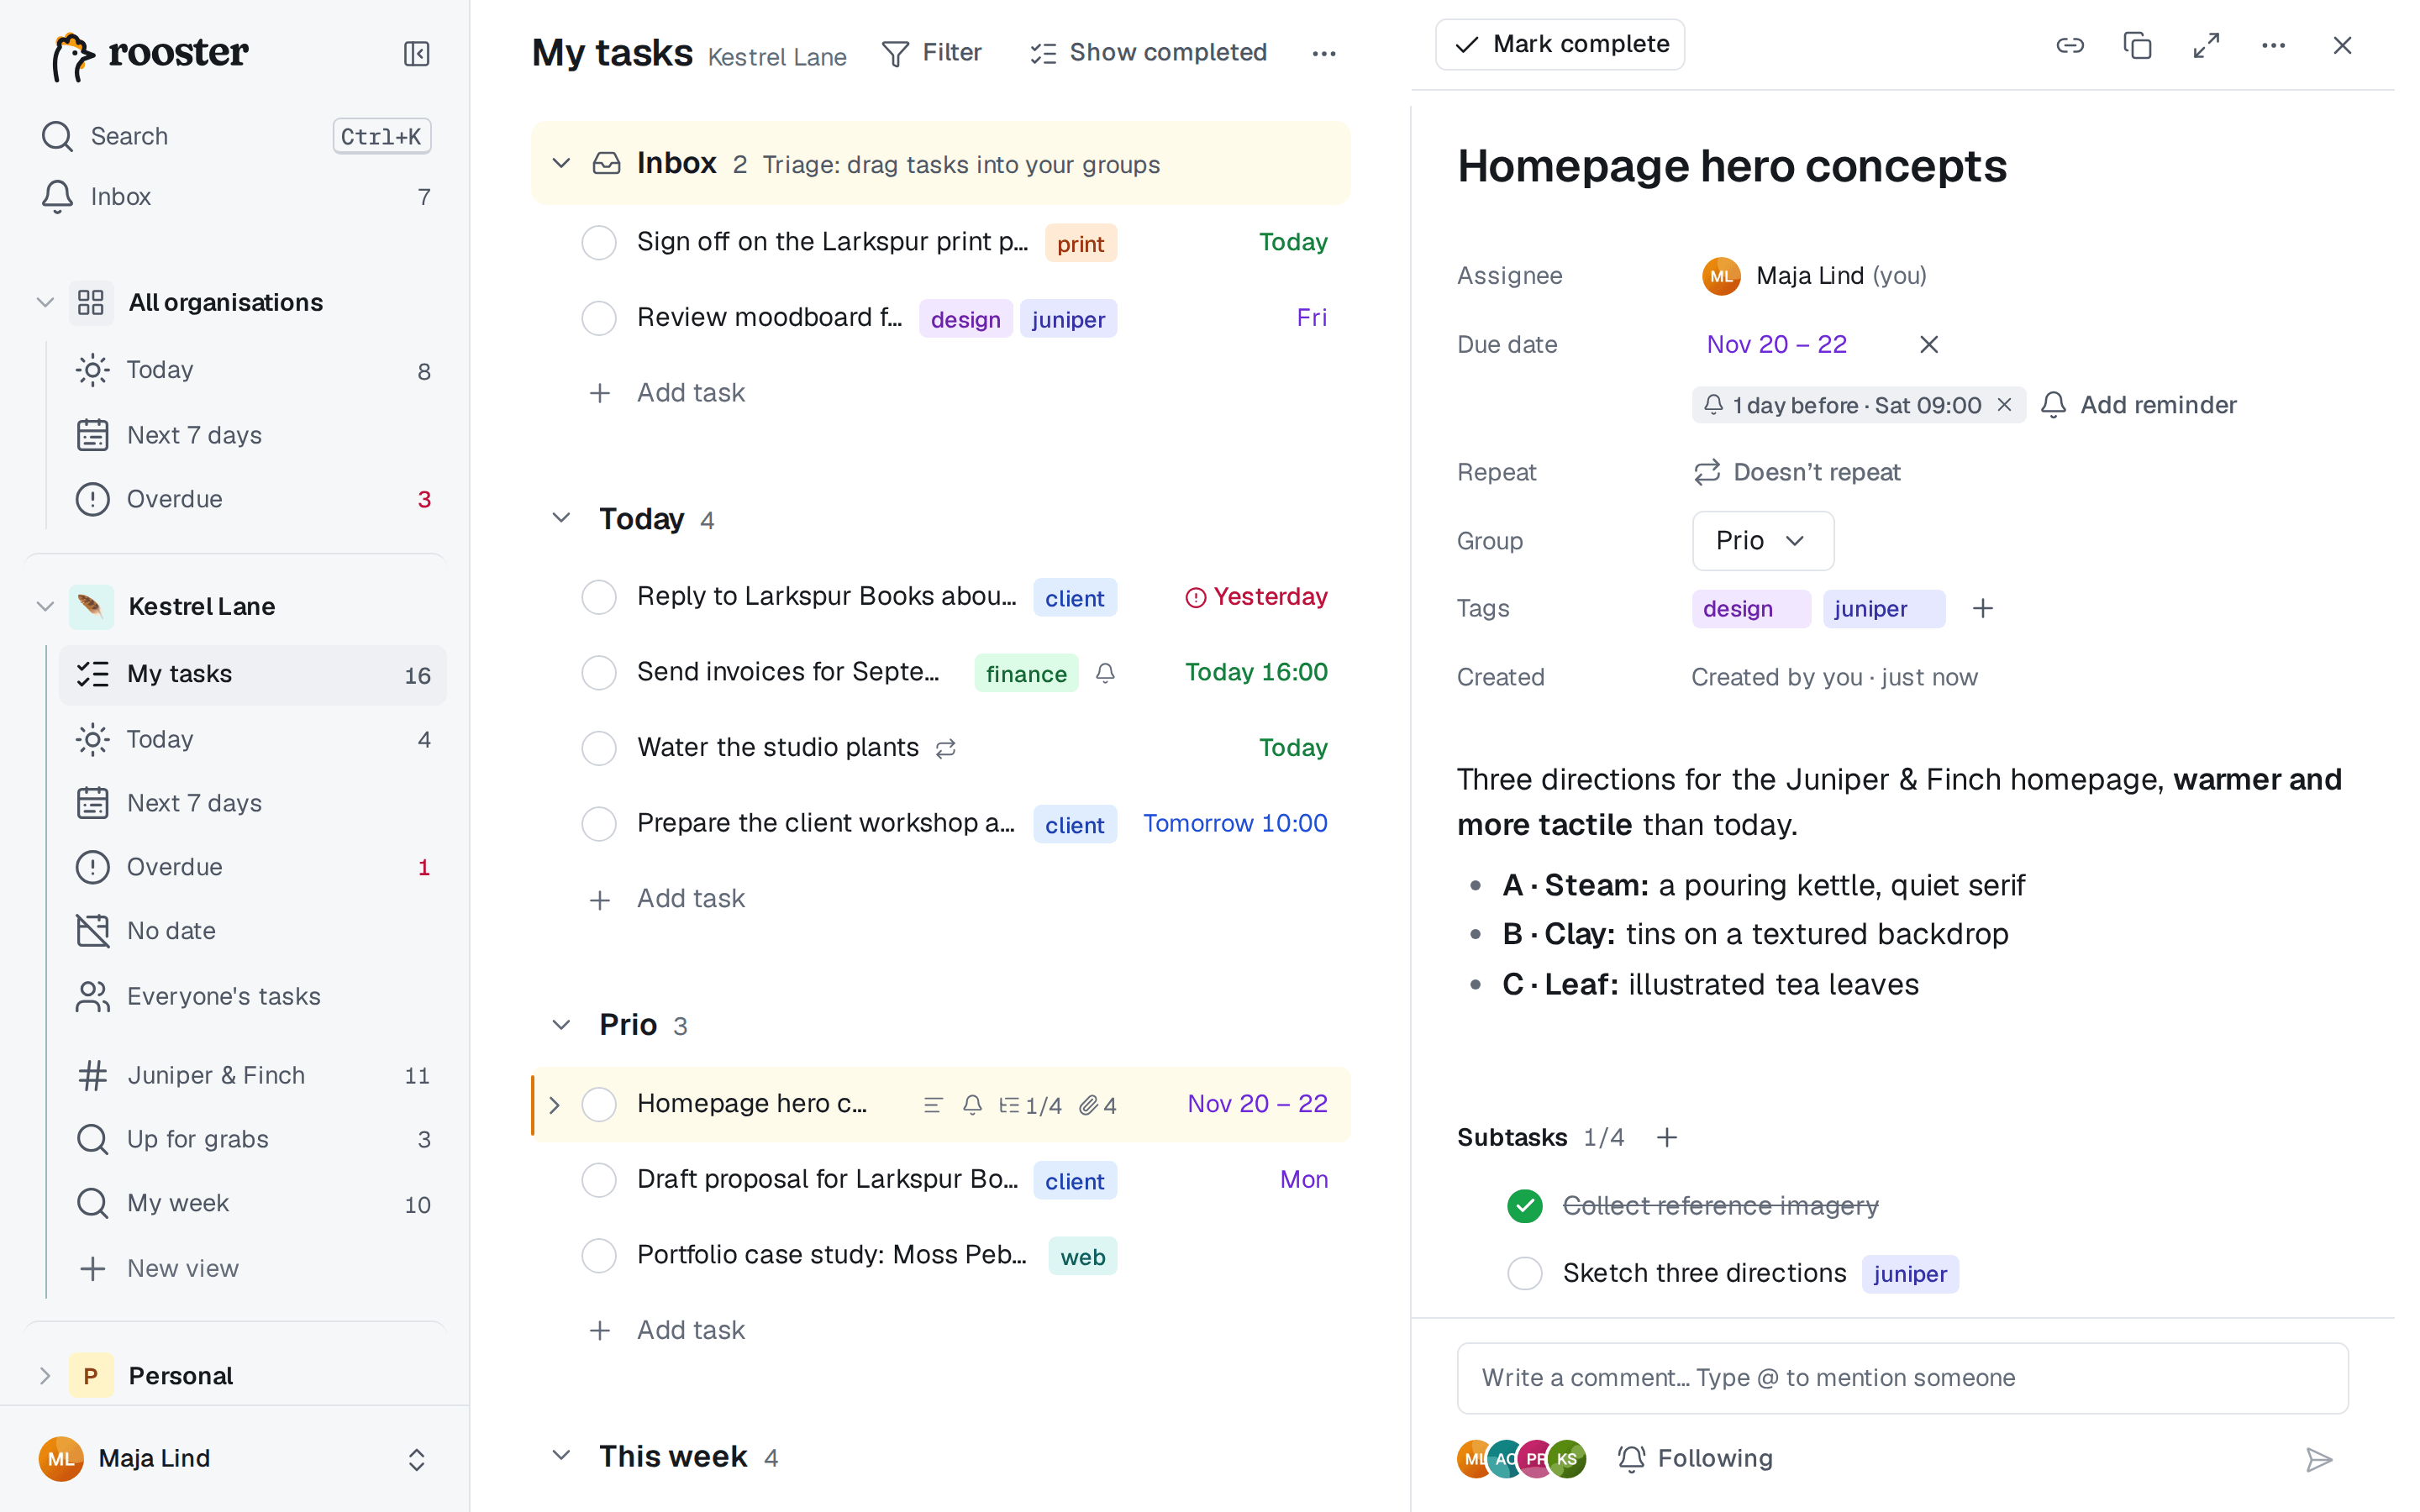 rooster
Search Ctrl+K
Inbox 7
All organisations
Today 8
Next 7 days
Overdue 3
Kestrel Lane
My tasks 16
Today 4
Next 7 days
Overdue 1
No date
Everyone's tasks
Juniper & Finch 11
Up for grabs 3
My week 10
New view
P Personal
ML Maja Lind
My tasks Kestrel Lane Filter Show completed
Inbox 2 Triage: drag tasks into your groups
Sign off on the Larkspur print p... print Today
Review moodboard f... design juniper Fri
Add task
Today 4
Reply to Larkspur Books abou... client Yesterday
Send invoices for Septe... finance Today 16:00
Water the studio plants Today
Prepare the client workshop a... client Tomorrow 10:00
Add task
Prio 3
Homepage hero c... 1/4 4 Nov 20 – 22
Draft proposal for Larkspur Bo... client Mon
Portfolio case study: Moss Peb... web
Add task
This week 4
Mark complete
Homepage hero concepts
Assignee ML Maja Lind (you)
Due date Nov 20 – 22
1 day before · Sat 09:00 Add reminder
Repeat Doesn’t repeat
Group Prio
Tags design juniper
Created Created by you · just now
Three directions for the Juniper & Finch homepage, warmer and
more tactile than today.
A · Steam: a pouring kettle, quiet serif
B · Clay: tins on a textured backdrop
C · Leaf: illustrated tea leaves
Subtasks 1/4
Collect reference imagery
Sketch three directions juniper
Write a comment... Type @ to mention someone
ML AO PR KS Following